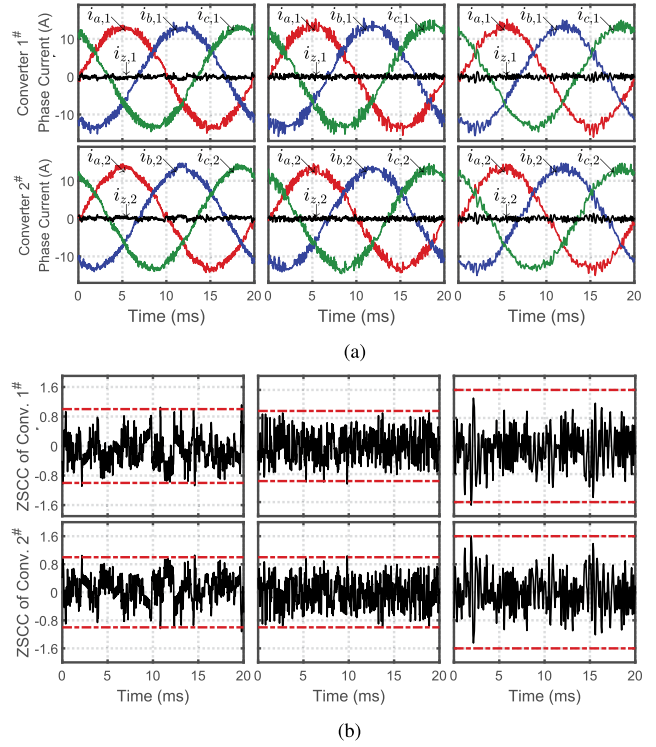 Converter 1#
Phase Current (A)
10
0
-10
i_{a,1} i_{b,1} i_{c,1}
i_{z,1}
i_{a,1} i_{b,1} i_{c,1}
i_{z,1}
i_{a,1} i_{b,1} i_{c,1}
i_{z,1}
Converter 2#
Phase Current (A)
10
0
-10
i_{a,2} i_{b,2} i_{c,2}
i_{z,2}
i_{a,2} i_{b,2} i_{c,2}
i_{z,2}
i_{a,2} i_{b,2} i_{c,2}
i_{z,2}
0 5 10 15 20
0 5 10 15 20
0 5 10 15 20
Time (ms)
Time (ms)
Time (ms)
(a)
ZSCC of Conv. 1#
1.6
0.8
0
-0.8
-1.6
ZSCC of Conv. 2#
1.6
0.8
0
-0.8
-1.6
0 5 10 15 20
0 5 10 15 20
0 5 10 15 20
Time (ms)
Time (ms)
Time (ms)
(b)